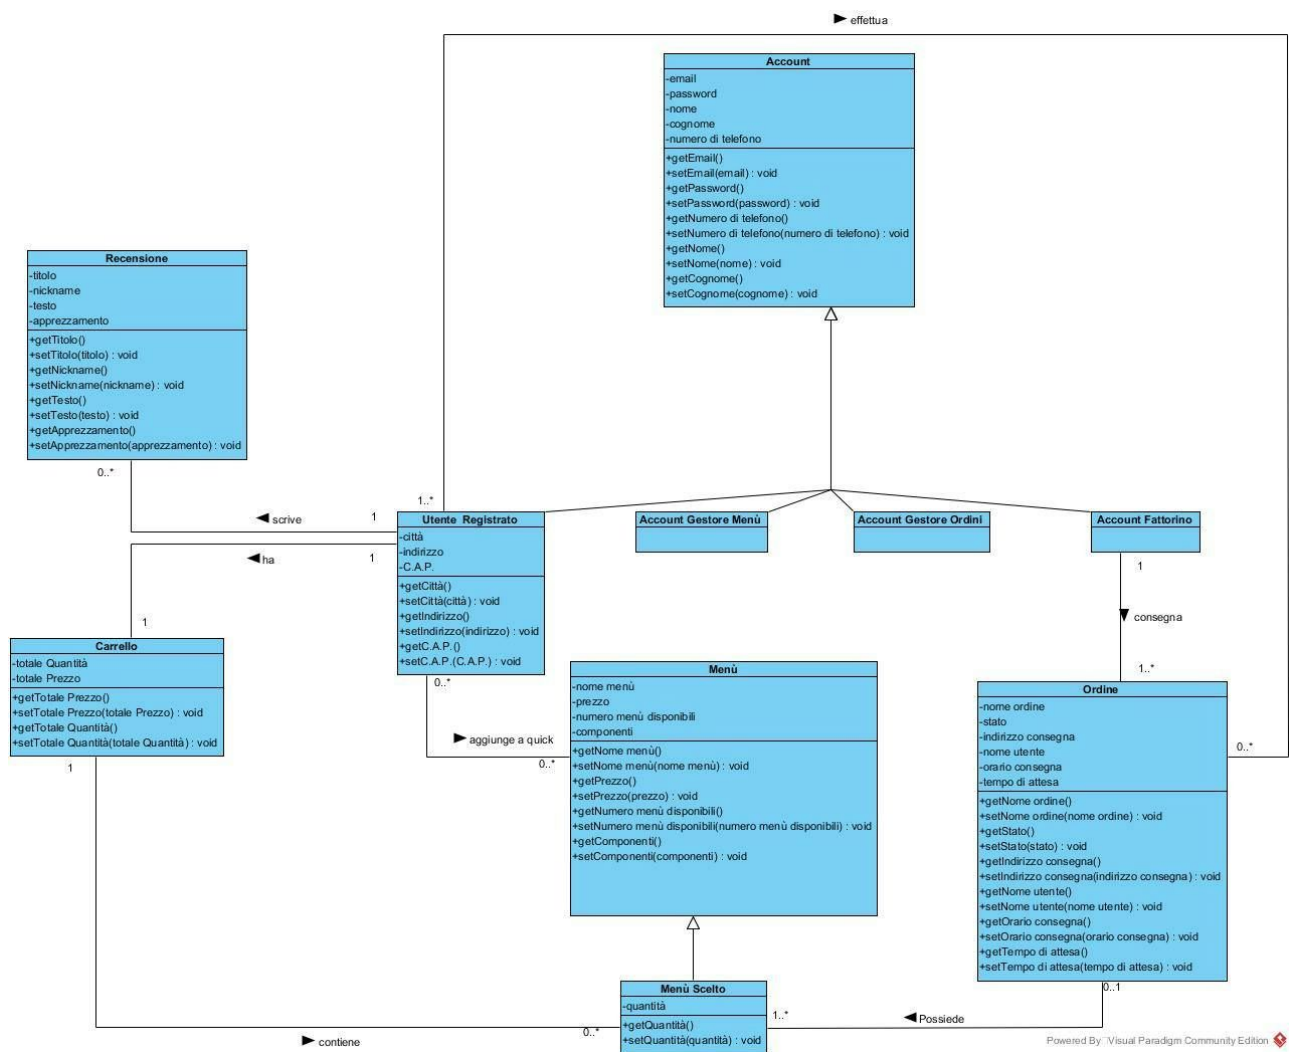 effettua
Account
-email
-password
-nome
-cognome
-numero di telefono
+getEmail()
+setEmail(email) : void
+getPassword()
+setPassword(password) : void
+getNumero di telefono()
+setNumero di telefono(numero di telefono) : void
+getNome()
+setNome(nome) : void
+getCognome()
+setCognome(cognome) : void
Recensione
-titolo
-nickname
-testo
-apprezzamento
+getTitolo()
+setTitolo(titolo) : void
+getNickname()
+setNickname(nickname) : void
+getTesto()
+setTesto(testo) : void
+getApprezzamento()
+setApprezzamento(apprezzamento) : void
0..*
scrive
1
1..*
ha
1
1
Utente Registrato
-città
-indirizzo
-C.A.P.
+getCittà()
+setCittà(città) : void
+getIndirizzo()
+setIndirizzo(indirizzo) : void
+getC.A.P.()
+setC.A.P.(C.A.P.) : void
0..*
Account Gestore Menù
Account Gestore Ordini
Account Fattorino
1
consegna
1..*
Carrello
-totale Quantità
-totale Prezzo
+getTotale Prezzo()
+setTotale Prezzo(totale Prezzo) : void
+getTotale Quantità()
+setTotale Quantità(totale Quantità) : void
1
aggiunge a quick
0..*
Menù
-nome menù
-prezzo
-numero menù disponibili
-componenti
+getNome menù()
+setNome menù(nome menù) : void
+getPrezzo()
+setPrezzo(prezzo) : void
+getNumero menù disponibili()
+setNumero menù disponibili(numero menù disponibili) : void
+getComponenti()
+setComponenti(componenti) : void
Ordine
-nome ordine
-stato
-indirizzo consegna
-nome utente
-orario consegna
-tempo di attesa
+getNome ordine()
+setNome ordine(nome ordine) : void
+getStato()
+setStato(stato) : void
+getIndirizzo consegna()
+setIndirizzo consegna(indirizzo consegna) : void
+getNome utente()
+setNome utente(nome utente) : void
+getOrario consegna()
+setOrario consegna(orario consegna) : void
+getTempo di attesa()
+setTempo di attesa(tempo di attesa) : void
0..*
0..1
Menù Scelto
-quantità
+getQuantità()
+setQuantità(quantità) : void
1..*
Possiede
0..*
contiene
Powered By Visual Paradigm Community Edition